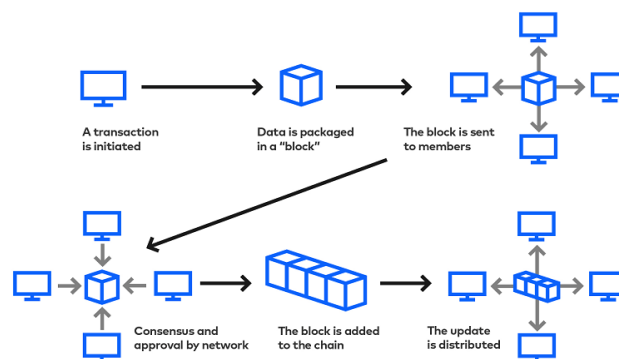 A transaction
is initiated
Data is packaged
in a “block”
The block is sent
to members
Consensus and
approval by network
The block is added
to the chain
The update
is distributed